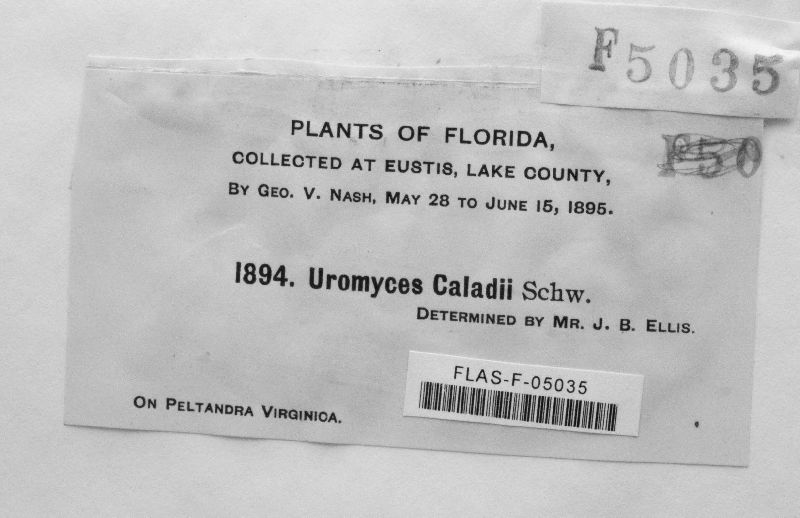 F5035
PLANTS OF FLORIDA,
F50
COLLECTED AT EUSTIS, LAKE COUNTY,
BY GEO. V. NASH, MAY 28 TO JUNE 15, 1895.
1894. Uromyces Caladii Schw.
DETERMINED BY MR. J. B. ELLIS.
FLAS-F-05035
ON PELTANDRA VIRGINICA.